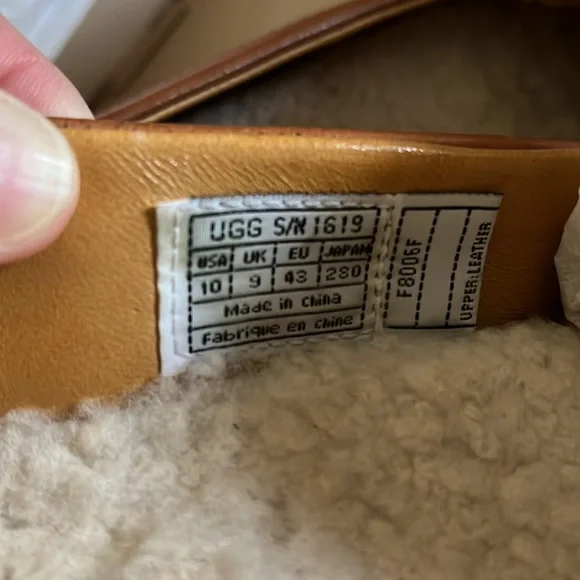 UGG S/N 1619
USA UK EU JAPAN
10 9 43 280
Made in China
Fabrique en chine
F8006F
UPPER:LEATHER